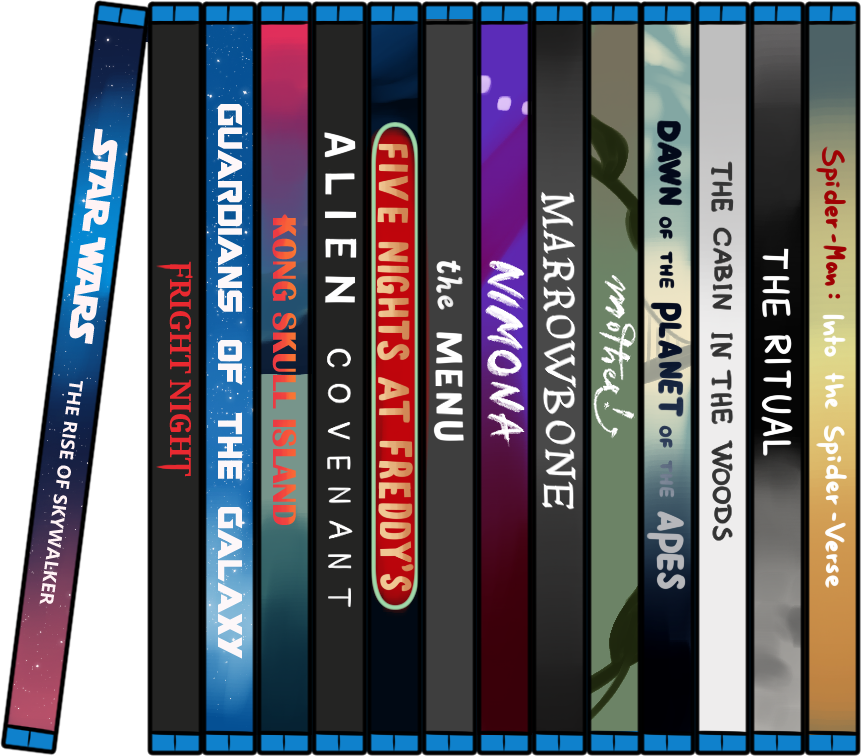 STAR WARS THE RISE OF SKYWALKER
FRIGHT NIGHT
GUARDIANS OF THE GALAXY
KONG SKULL ISLAND
ALIEN COVENANT
FIVE NIGHTS AT FREDDY'S
the MENU
NIMONA
MARROWBONE
mother!
DAWN OF THE PLANET OF THE APES
THE CABIN IN THE WOODS
THE RITUAL
Spider-Man: Into the Spider-Verse